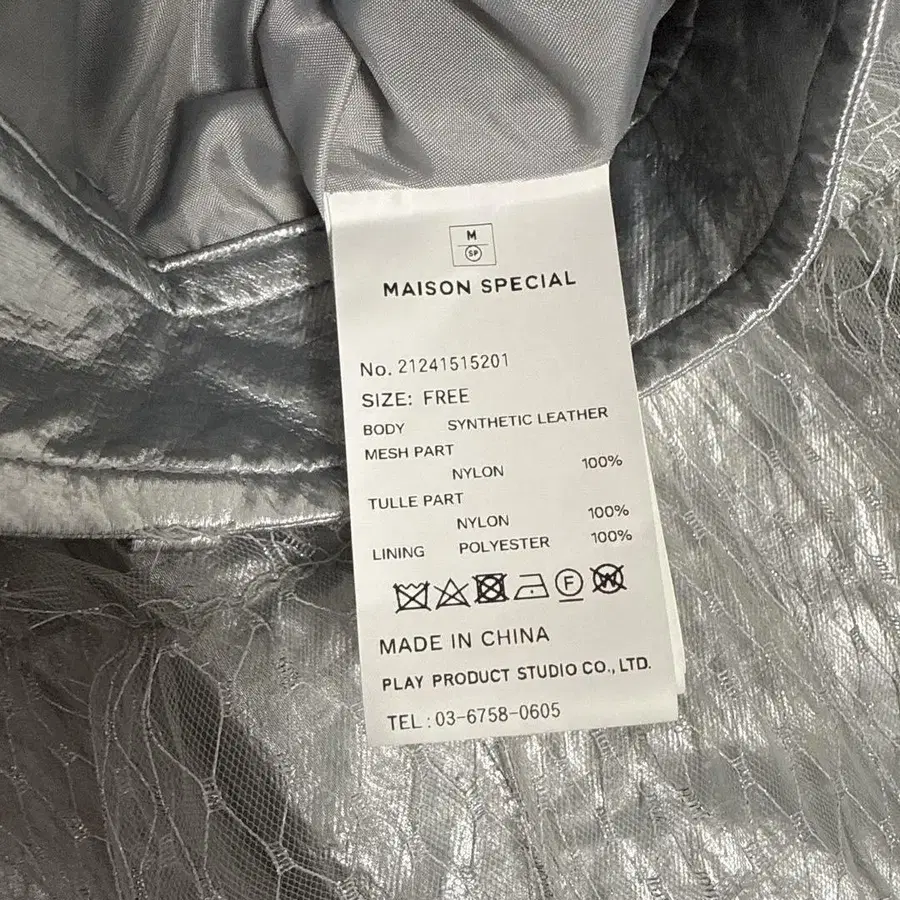 M
SP
MAISON SPECIAL
No. 21241515201
SIZE: FREE
BODY SYNTHETIC LEATHER
MESH PART
NYLON 100%
TULLE PART
NYLON 100%
LINING POLYESTER 100%
F W
MADE IN CHINA
PLAY PRODUCT STUDIO CO., LTD.
TEL : 03-6758-0605